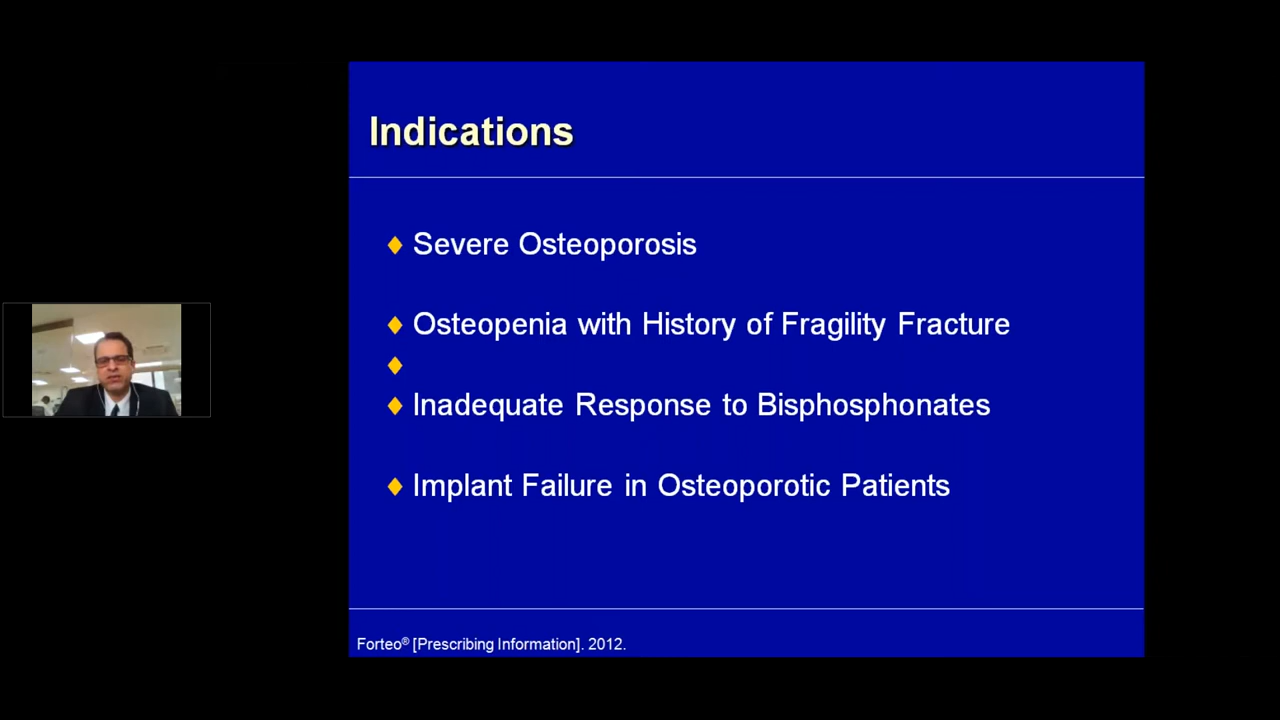 Indications
Severe Osteoporosis
Osteopenia with History of Fragility Fracture
Inadequate Response to Bisphosphonates
Implant Failure in Osteoporotic Patients
Forteo® [Prescribing Information]. 2012.